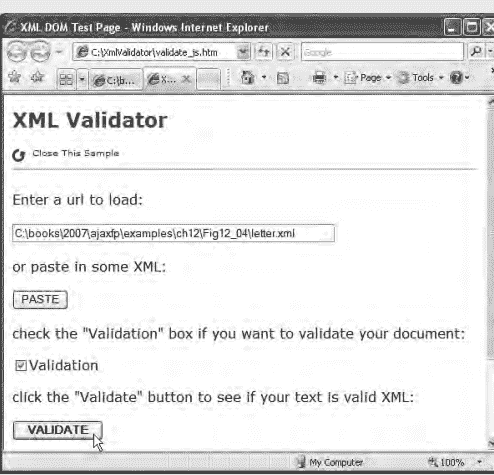 XML DOM Test Page - Windows Internet Explorer
C:\XmlValidator\validate_js.htm
Google
C:\b... X... Page Tools
XML Validator
Close This Sample
Enter a url to load:
C:\books\2007\ajaxfp\examples\ch12\Fig12_04\letter.xml
or paste in some XML:
PASTE
check the "Validation" box if you want to validate your document:
Validation
click the "Validate" button to see if your text is valid XML:
VALIDATE
My Computer 100%